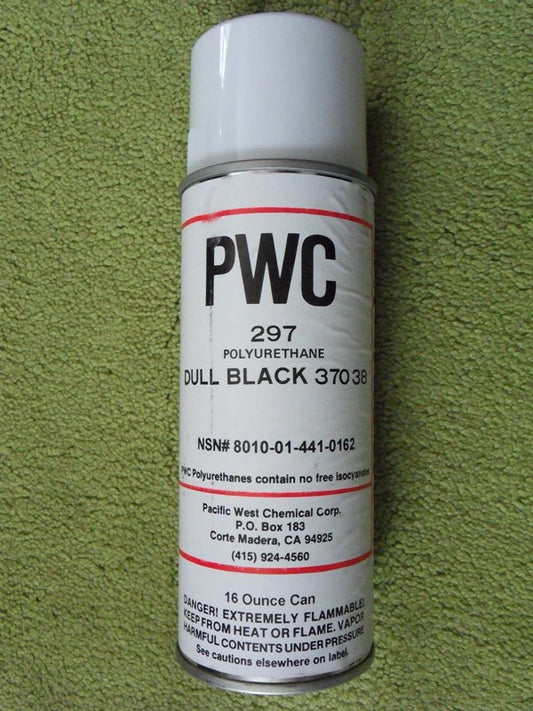 PWC
297
POLYURETHANE
DULL BLACK 37038
NSN# 8010-01-441-0162
PWC Polyurethanes contain no free isocyanates
Pacific West Chemical Corp.
P.O. Box 183
Corte Madera, CA 94925
(415) 924-4560
16 Ounce Can
DANGER! EXTREMELY FLAMMABLE!
KEEP FROM HEAT OR FLAME. VAPOR
HARMFUL CONTENTS UNDER PRESSURE
See cautions elsewhere on label.